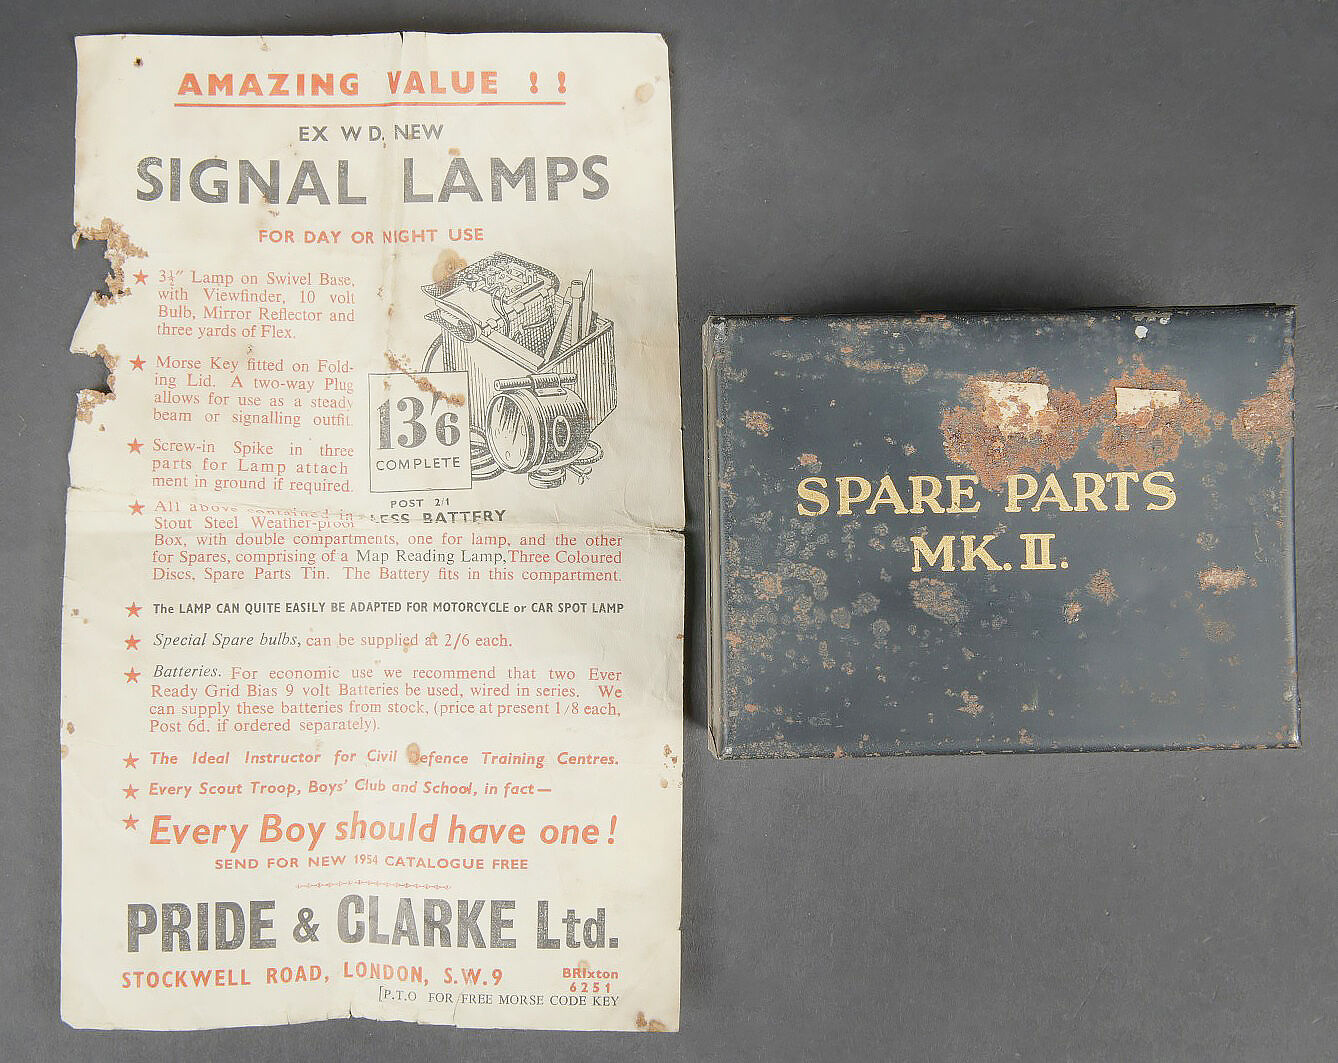 AMAZING VALUE ! !
EX W D. NEW
SIGNAL LAMPS
FOR DAY OR NIGHT USE
★ 3½″ Lamp on Swivel Base,
with Viewfinder, 10 volt
Bulb, Mirror Reflector and
three yards of Flex.
★ Morse Key fitted on Fold-
ing Lid. A two-way Plug
allows for use as a steady
beam or signalling outfit.
★ Screw-in Spike in three
parts for Lamp attach
ment in ground if required.
13'6
COMPLETE
POST 2/1
LESS BATTERY
★ All above contained in
Stout Steel Weather-proof
Box, with double compartments, one for lamp, and the other
for Spares, comprising of a Map Reading Lamp, Three Coloured
Discs, Spare Parts Tin. The Battery fits in this compartment.
★ The LAMP CAN QUITE EASILY BE ADAPTED FOR MOTORCYCLE or CAR SPOT LAMP
★ Special Spare bulbs, can be supplied at 2/6 each.
★ Batteries. For economic use we recommend that two Ever
Ready Grid Bias 9 volt Batteries be used, wired in series. We
can supply these batteries from stock, (price at present 1/8 each,
Post 6d. if ordered separately).
★ The Ideal Instructor for Civil Defence Training Centres.
★ Every Scout Troop, Boys' Club and School, in fact—
★ Every Boy should have one!
SEND FOR NEW 1954 CATALOGUE FREE
PRIDE & CLARKE Ltd.
STOCKWELL ROAD, LONDON, S.W.9
BRIxton
6251
[P.T.O FOR FREE MORSE CODE KEY
SPARE PARTS
MK. II.